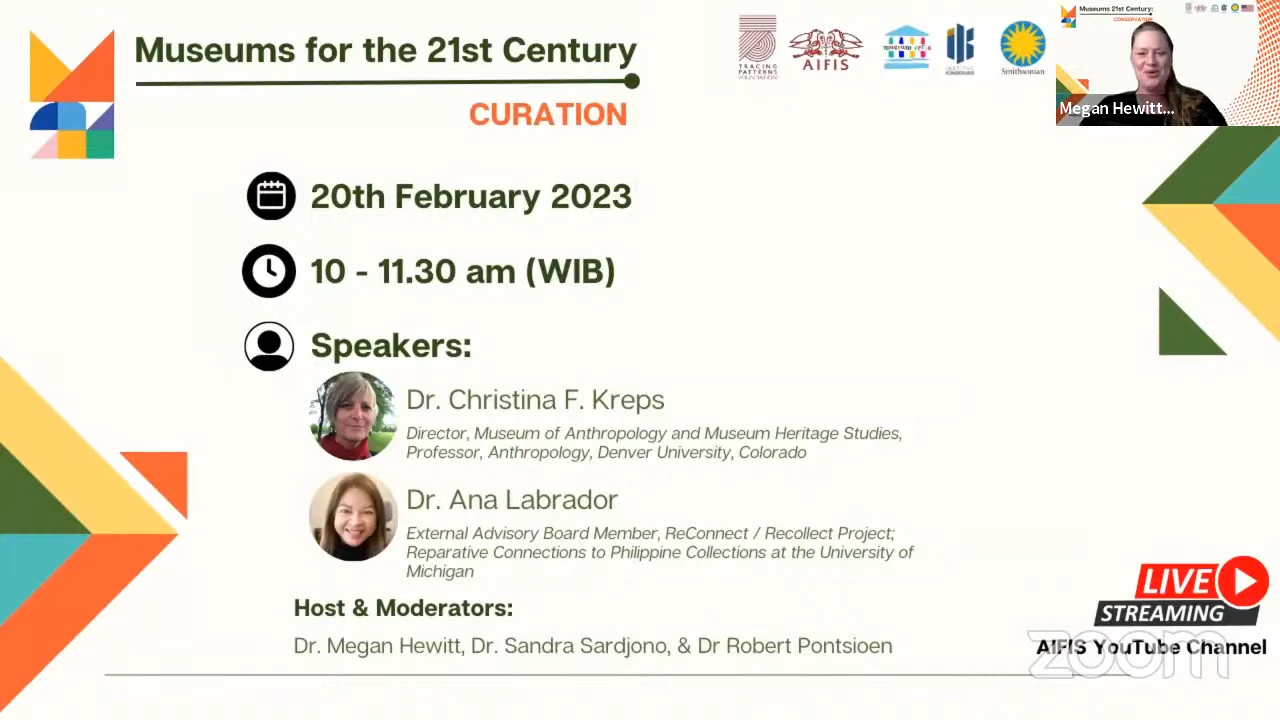 Museums for the 21st Century
CURATION
TRACING
PATTERNS
FOUNDATION
AIFIS
Smithsonian
Museums 21st Century:
CONSERVATION
Megan Hewitt...
20th February 2023
10 - 11.30 am (WIB)
Speakers:
Dr. Christina F. Kreps
Director, Museum of Anthropology and Museum Heritage Studies,
Professor, Anthropology, Denver University, Colorado
Dr. Ana Labrador
External Advisory Board Member, ReConnect / Recollect Project;
Reparative Connections to Philippine Collections at the University of
Michigan
Host & Moderators:
Dr. Megan Hewitt, Dr. Sandra Sardjono, & Dr Robert Pontsioen
LIVE
STREAMING
AIFIS YouTube Channel
zoom